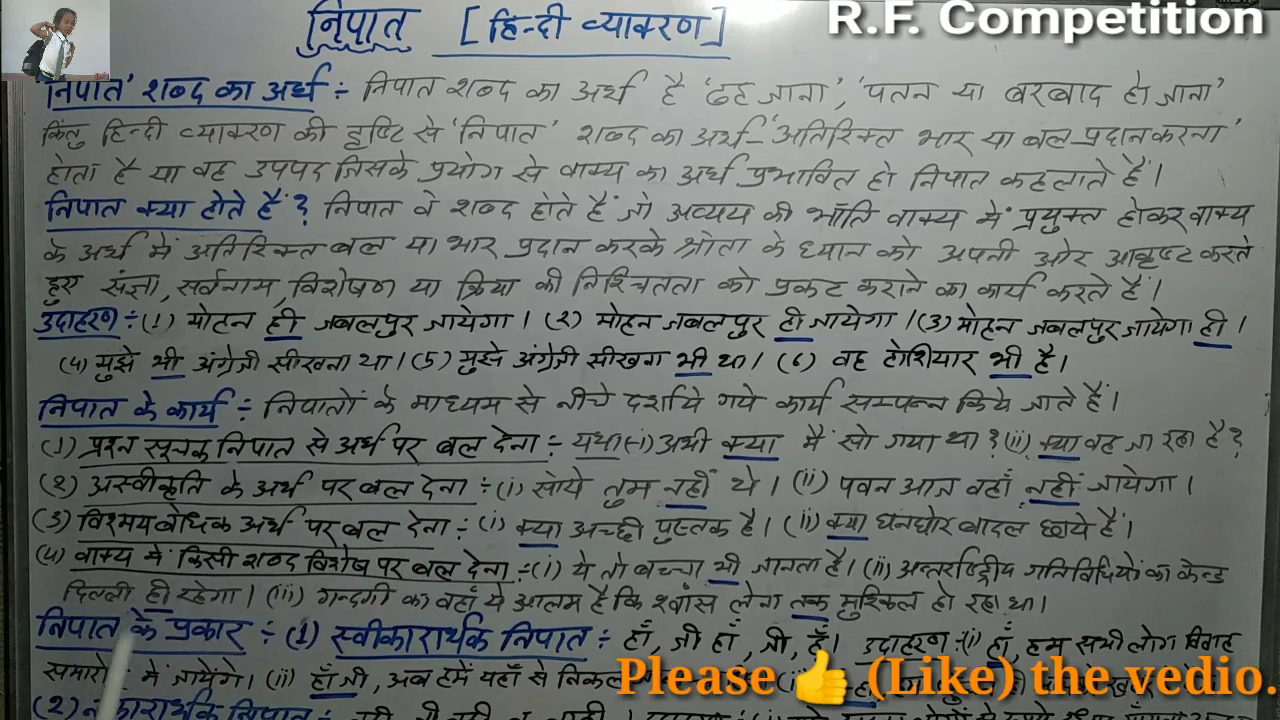 निपात [हिन्दी व्याकरण]
R.F. Competition
'निपात' शब्द का अर्थ ÷ निपात शब्द का अर्थ है 'ढह जाना', 'पतन या बरबाद हो जाना'
किंतु हिन्दी व्याकरण की दृष्टि से 'निपात' शब्द का अर्थ - 'अतिरिक्त भार या बल प्रदान करना'
होता है या वह उपपद जिसके प्रयोग से वाक्य का अर्थ प्रभावित हो निपात कहलाते हैं।
निपात क्या होते हैं? निपात वे शब्द होते हैं जो अव्यय की भाँति वाक्य में प्रयुक्त होकर वाक्य
के अर्थ में अतिरिक्त बल या भार प्रदान करके श्रोता के ध्यान को अपनी ओर आकृष्ट करते
हुए संज्ञा, सर्वनाम, विशेषण या क्रिया की निश्चितता को प्रकट कराने का कार्य करते हैं।
उदाहरण ÷ (1) मोहन ही जबलपुर जायेगा। (२) मोहन जबलपुर ही जायेगा। (3) मोहन जबलपुर जायेगा ही।
(4) मुझे भी अंग्रेजी सीखना था। (5) मुझे अंग्रेजी सीखना भी था। (6) वह होशियार भी है।
निपात के कार्य ÷ निपातों के माध्यम से नीचे दर्शाये गये कार्य सम्पन्न किये जाते हैं।
(1) प्रश्न सूचक निपात से अर्थ पर बल देना ÷ यथा (i) अभी क्या मैं सो गया था? (ii) क्या वह जा रहा है?
(२) अस्वीकृति के अर्थ पर बल देना ÷ (i) सोये तुम नहीं थे। (ii) पवन आज वहाँ नहीं जायेगा।
(3) विश्मयबोधक अर्थ पर बल देना ÷ (i) क्या अच्छी पुस्तक है। (ii) क्या घनघोर बादल छाये हैं।
(4) वाक्य में किसी शब्द विशेष पर बल देना ÷ (i) ये तो बच्चा भी जानता है। (ii) अन्तर्राष्ट्रीय गतिविधियों का केन्द्र
दिल्ली ही रहेगा। (iii) गन्दगी का वहाँ ये आलम है कि श्वाँस लेना तक मुश्किल हो रहा था।
निपात के प्रकार ÷ (1) स्वीकारार्थक निपात ÷ हाँ, जी हाँ, जी, हूँ। उदाहरण ÷ (i) हाँ, हम सभी लोग विवाह
समारोह में जायेंगे। (ii) हाँ जी, अब हमें यहाँ से निकल
Please 👍 (Like) the vedio.
(२) नकारार्थक निपात ÷